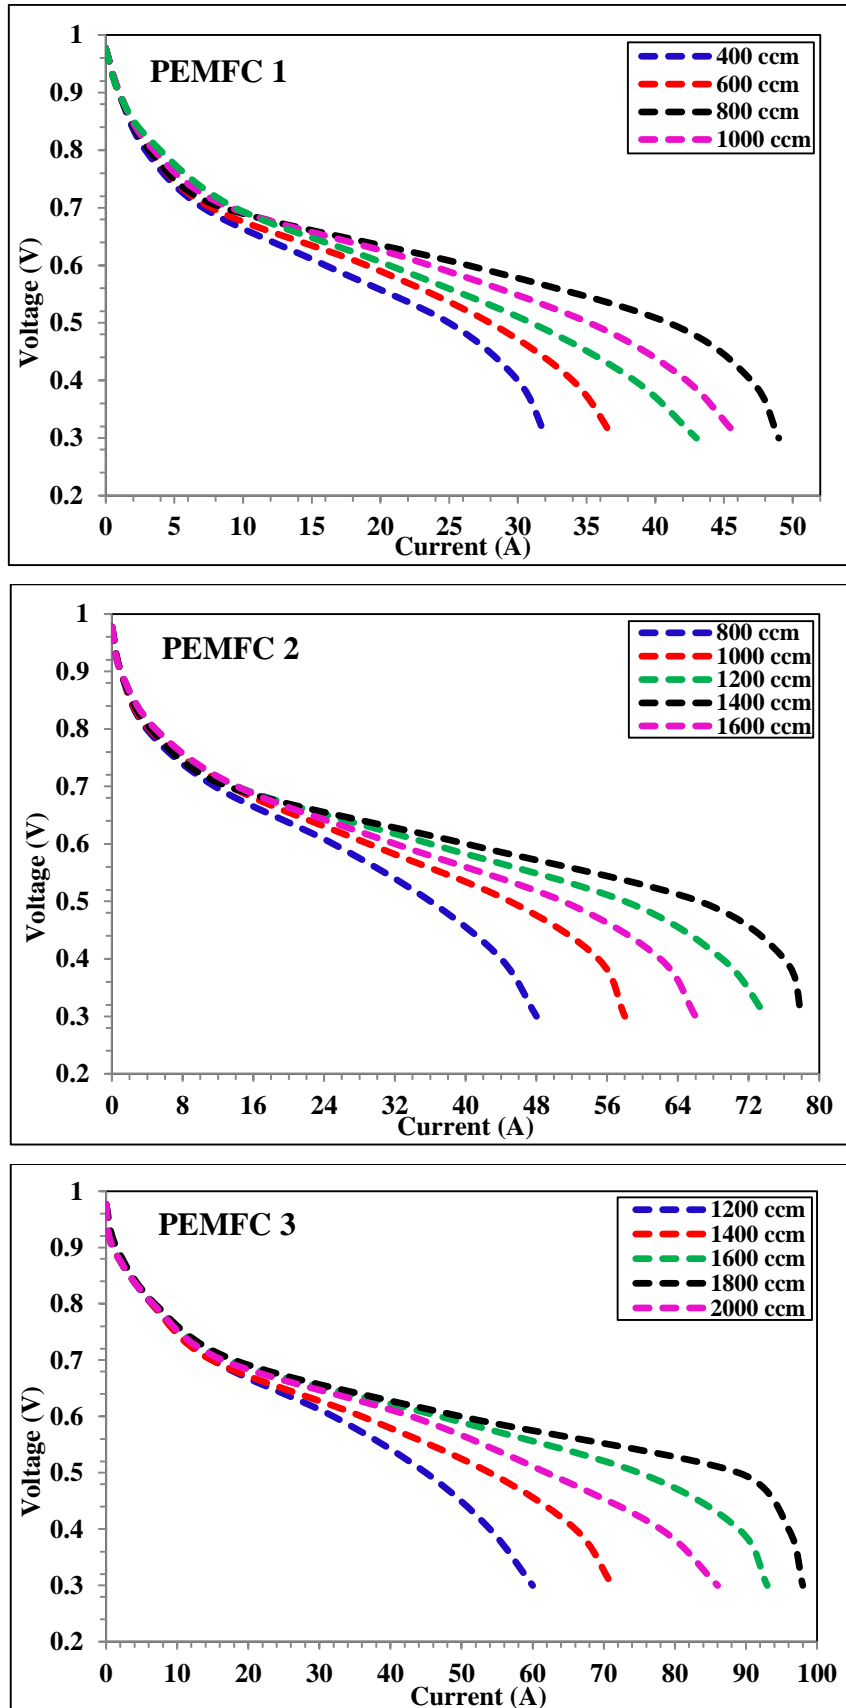 PEMFC 1
400 ccm
600 ccm
800 ccm
1000 ccm
1
0.9
0.8
0.7
0.6
0.5
0.4
0.3
0.2
Voltage (V)
0 5 10 15 20 25 30 35 40 45 50
Current (A)
PEMFC 2
800 ccm
1000 ccm
1200 ccm
1400 ccm
1600 ccm
1
0.9
0.8
0.7
0.6
0.5
0.4
0.3
0.2
Voltage (V)
0 8 16 24 32 40 48 56 64 72 80
Current (A)
PEMFC 3
1200 ccm
1400 ccm
1600 ccm
1800 ccm
2000 ccm
1
0.9
0.8
0.7
0.6
0.5
0.4
0.3
0.2
Voltage (V)
0 10 20 30 40 50 60 70 80 90 100
Current (A)